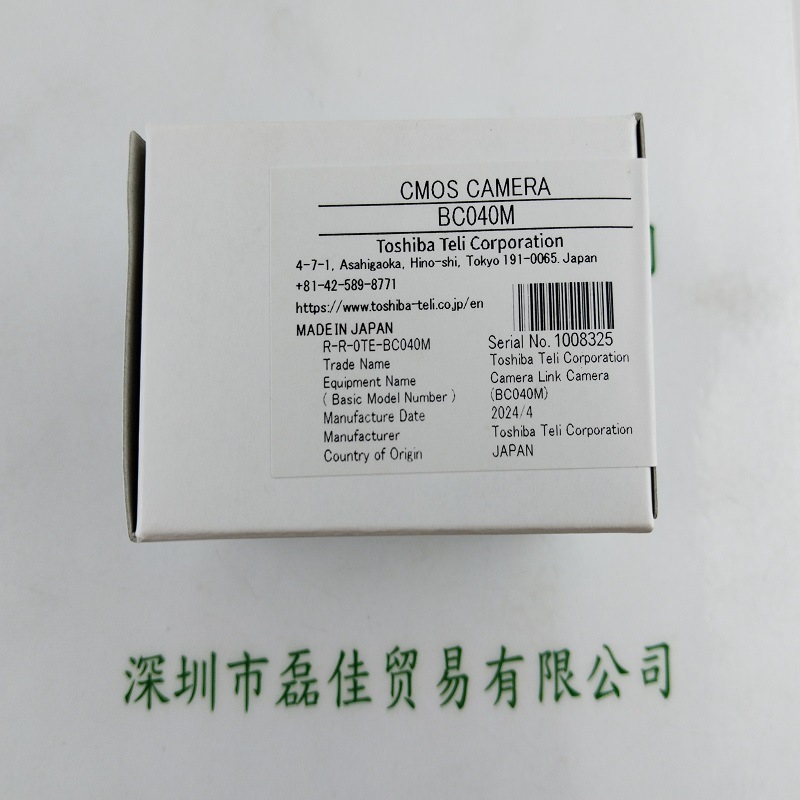 CMOS CAMERA
BC040M
Toshiba Teli Corporation
4-7-1, Asahigaoka, Hino-shi, Tokyo 191-0065. Japan
+81-42-589-8771
https://www.toshiba-teli.co.jp/en
MADE IN JAPAN
R-R-OTE-BC040M Serial No. 1008325
Trade Name Toshiba Teli Corporation
Equipment Name Camera Link Camera
( Basic Model Number ) (BC040M)
Manufacture Date 2024/4
Manufacturer Toshiba Teli Corporation
Country of Origin JAPAN
深圳市磊佳贸易有限公司